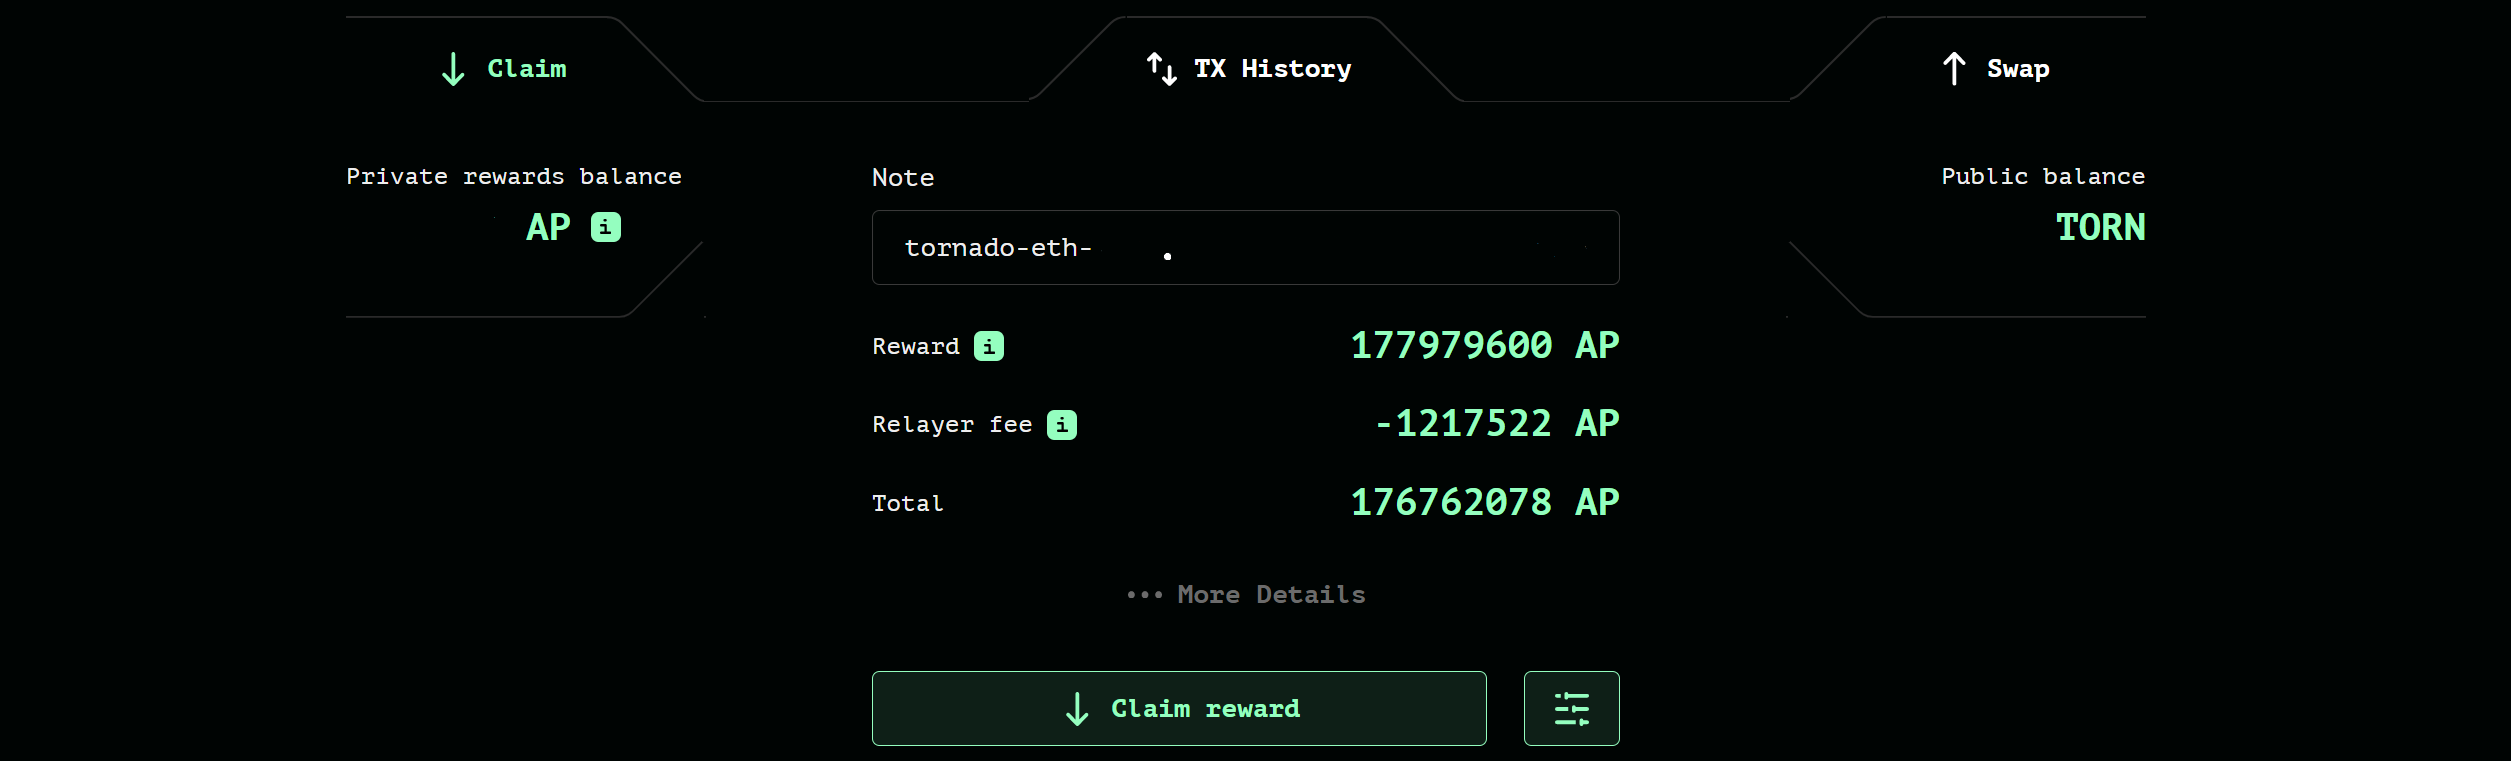 Claim
TX History
Swap
Private rewards balance
AP i
Note
tornado-eth-
Public balance
TORN
Reward i 177979600 AP
Relayer fee i -1217522 AP
Total 176762078 AP
••• More Details
Claim reward